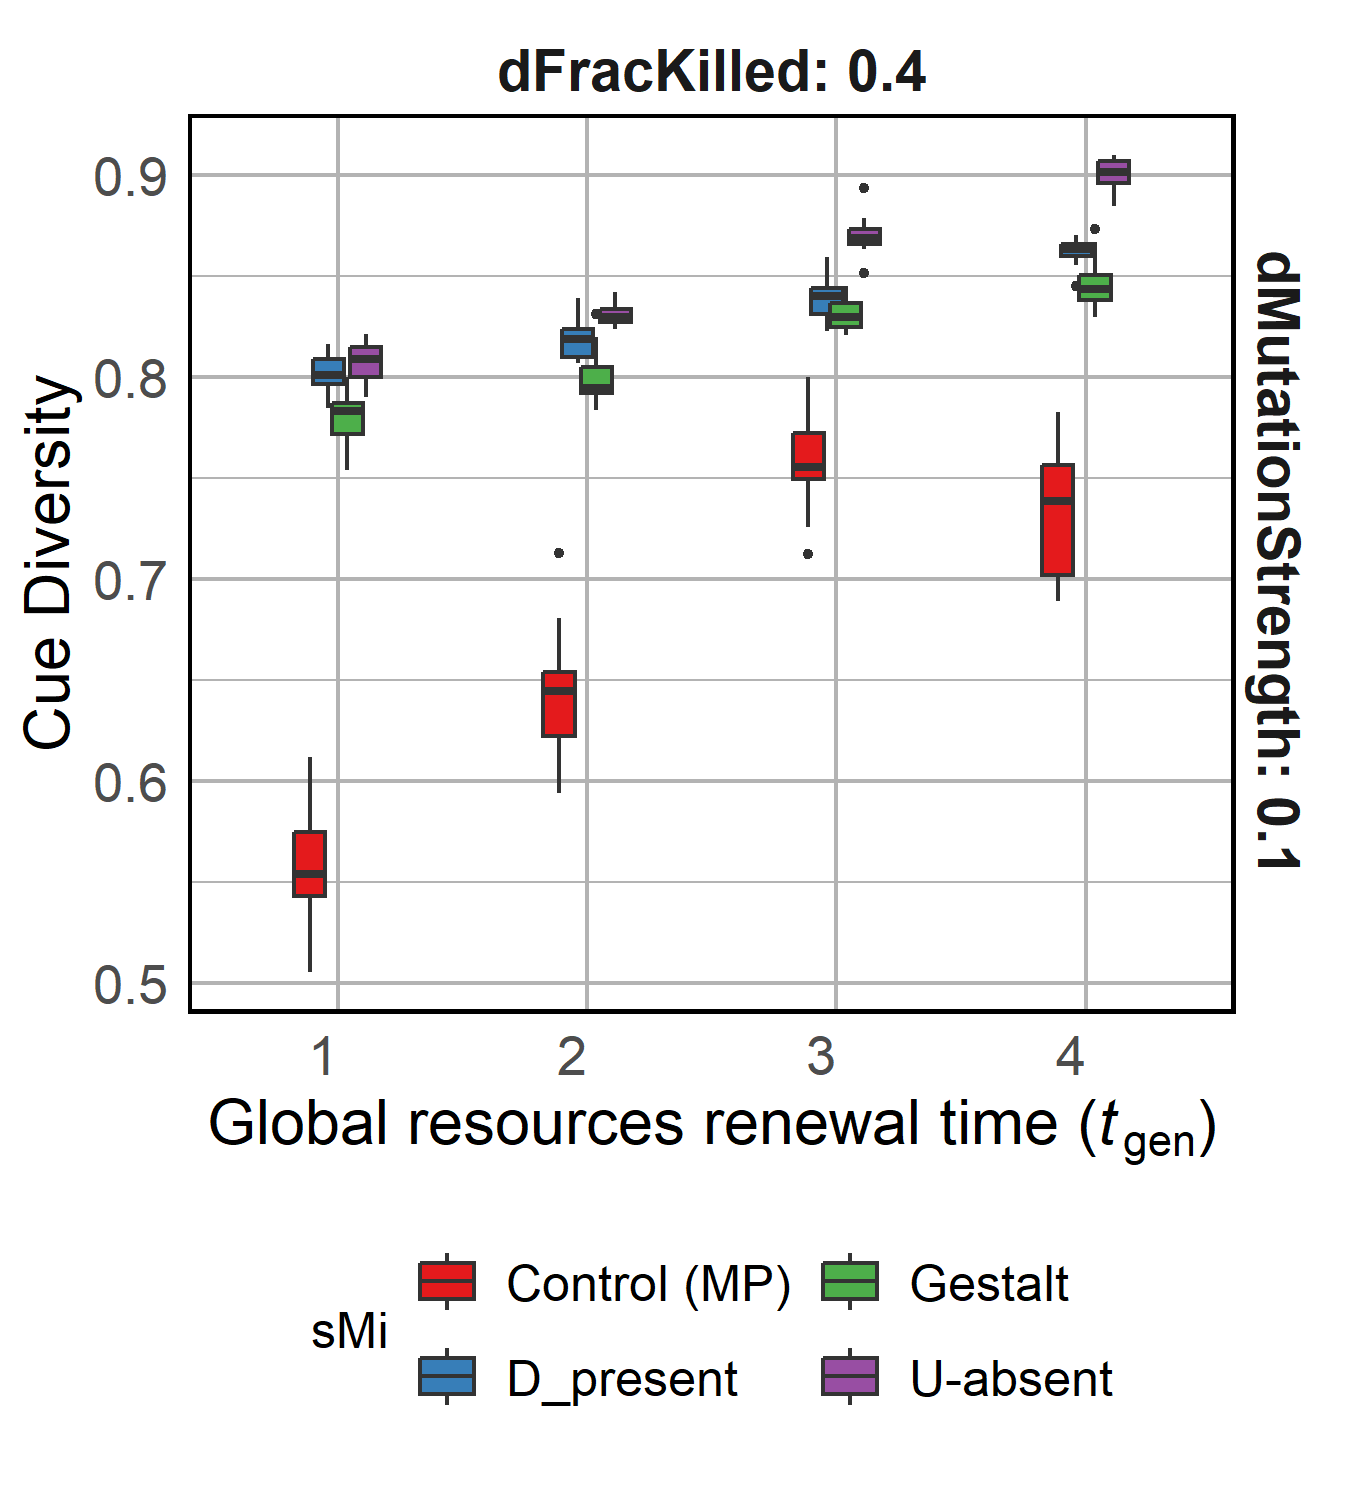 dFracKilled: 0.4
0.9
0.8
0.7
0.6
0.5
Cue Diversity
dMutationStrength: 0.1
1 2 3 4
Global resources renewal time (t gen)
sMi
Control (MP) Gestalt
D_present U-absent